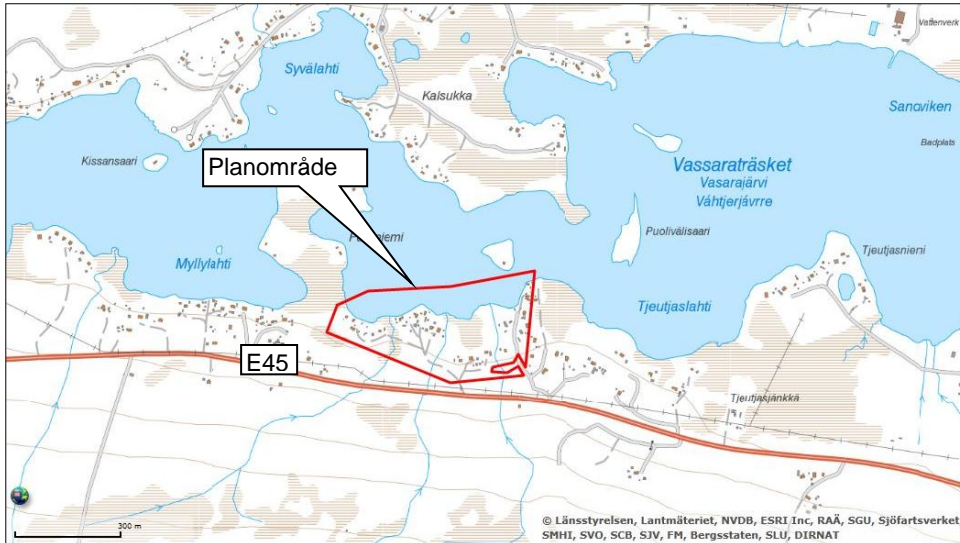 Vattenverk
Syvälahti
Kalsukka
Sandviken
Kissansaari
Badplats
Planområde
Vassaraträsket
Vasarajärvi
Váhtjerjávrre
Puolivälisaari
Tjeutjasnieni
Myllylahti
Tjeutjaslahti
E45
Tjeutjasjänkkä
300 m
© Länsstyrelsen, Lantmäteriet, NVDB, ESRI Inc, RAÄ, SGU, Sjöfartsverket
SMHI, SVO, SCB, SJV, FM, Bergsstaten, SLU, DIRNAT